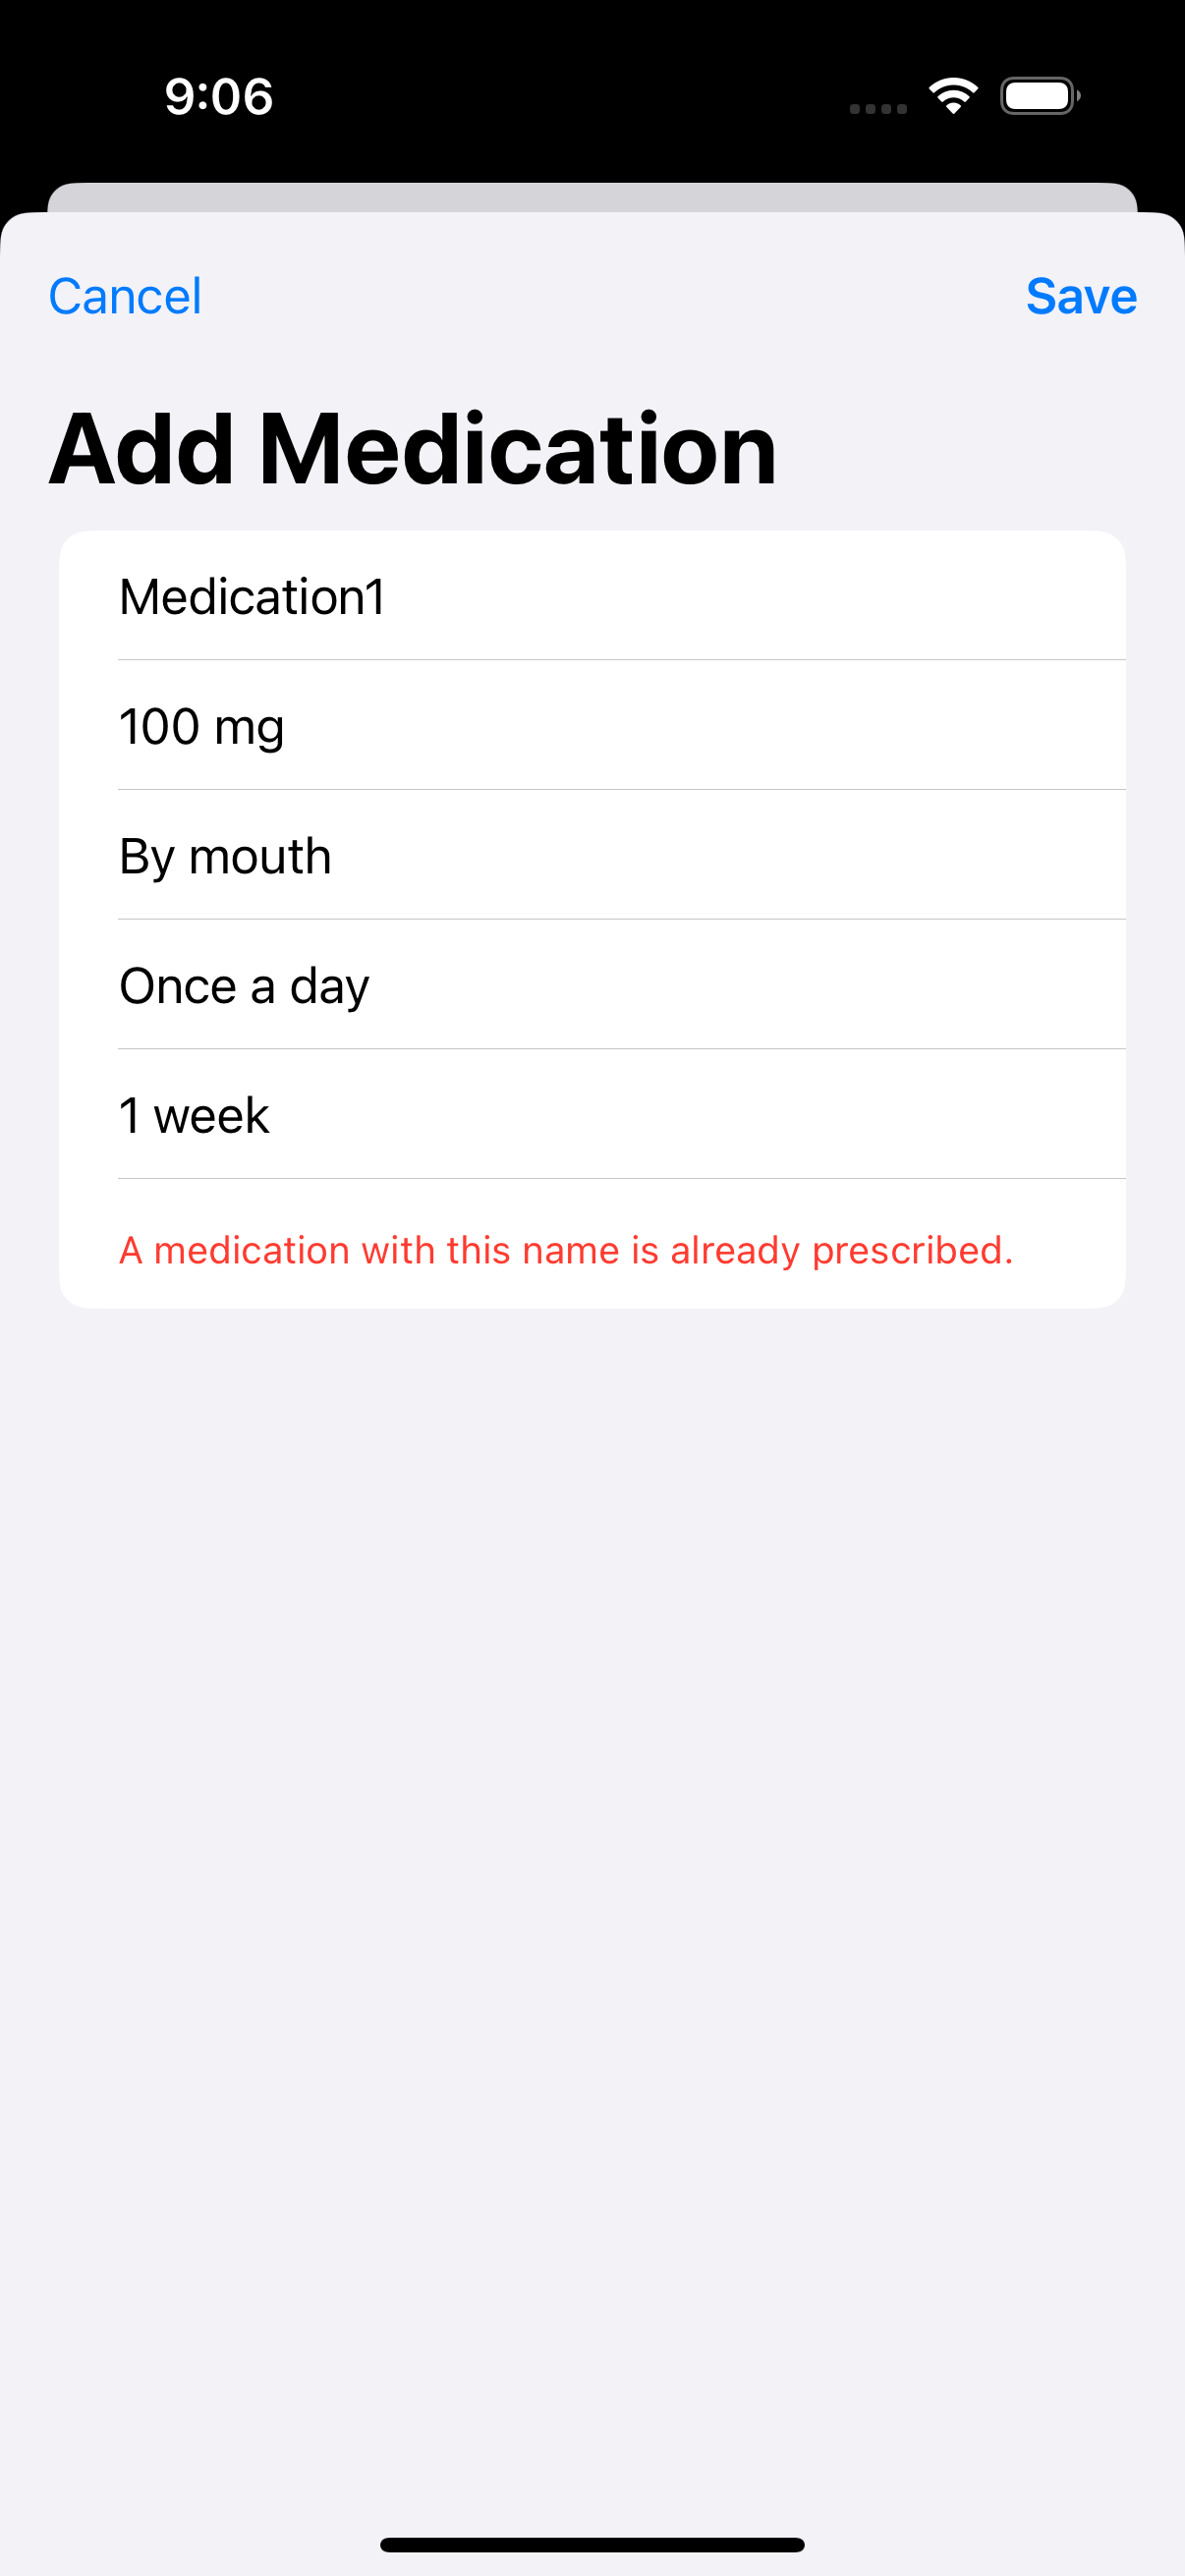 9:06
Cancel
Save
Add Medication
Medication1
100 mg
By mouth
Once a day
1 week
A medication with this name is already prescribed.